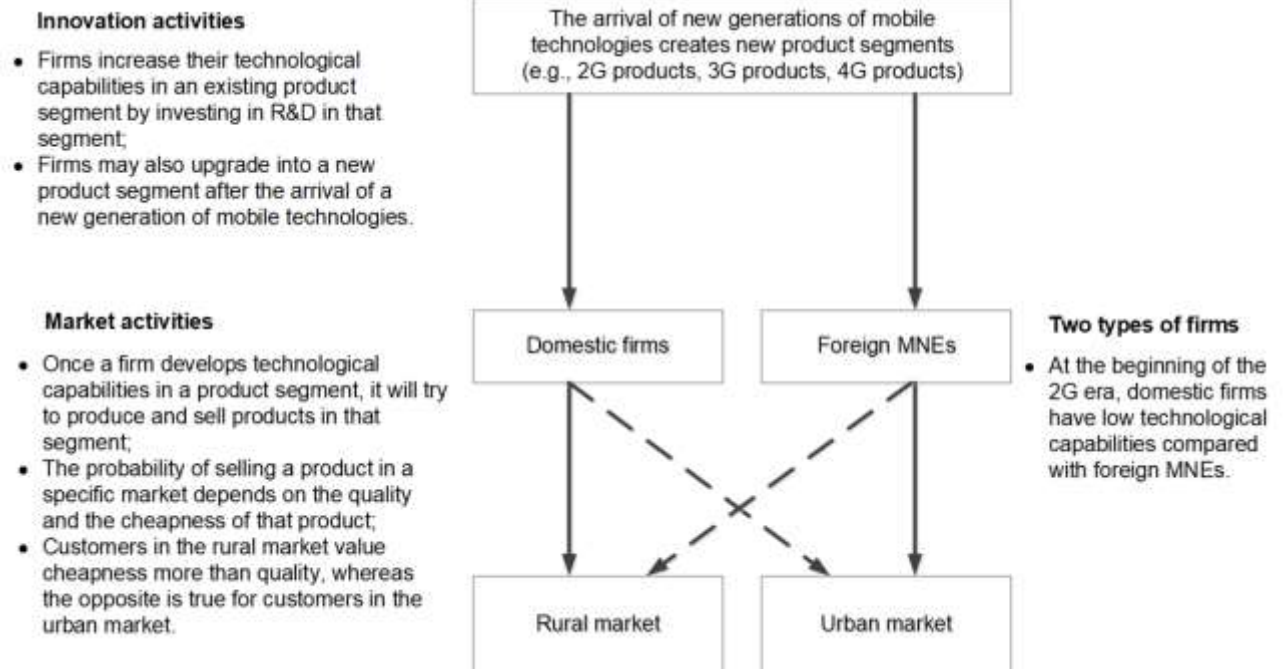 Innovation activities
• Firms increase their technological
capabilities in an existing product
segment by investing in R&D in that
segment;
• Firms may also upgrade into a new
product segment after the arrival of a
new generation of mobile technologies.
The arrival of new generations of mobile
technologies creates new product segments
(e.g., 2G products, 3G products, 4G products)
Market activities
• Once a firm develops technological
capabilities in a product segment, it will try
to produce and sell products in that
segment;
• The probability of selling a product in a
specific market depends on the quality
and the cheapness of that product;
• Customers in the rural market value
cheapness more than quality, whereas
the opposite is true for customers in the
urban market.
Domestic firms
Foreign MNEs
Two types of firms
• At the beginning of the
2G era, domestic firms
have low technological
capabilities compared
with foreign MNEs.
Rural market
Urban market